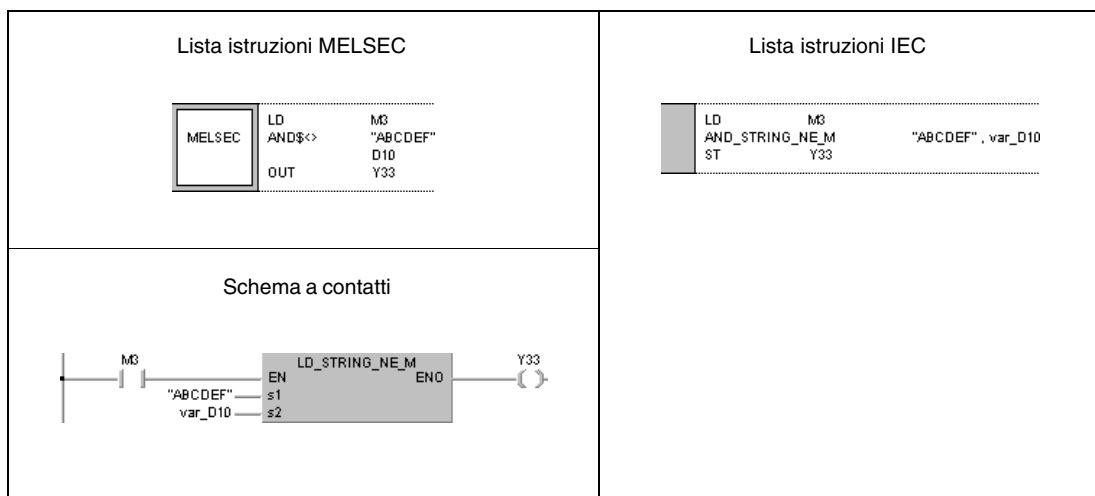 Lista istruzioni MELSEC
MELSEC
LD M3
AND$<> "ABCDEF"
D10
OUT Y33
Lista istruzioni IEC
LD M3
AND_STRING_NE_M "ABCDEF" , var_D10
ST Y33
Schema a contatti
M3
LD_STRING_NE_M
Y33
EN ENO
"ABCDEF" s1
var_D10 s2